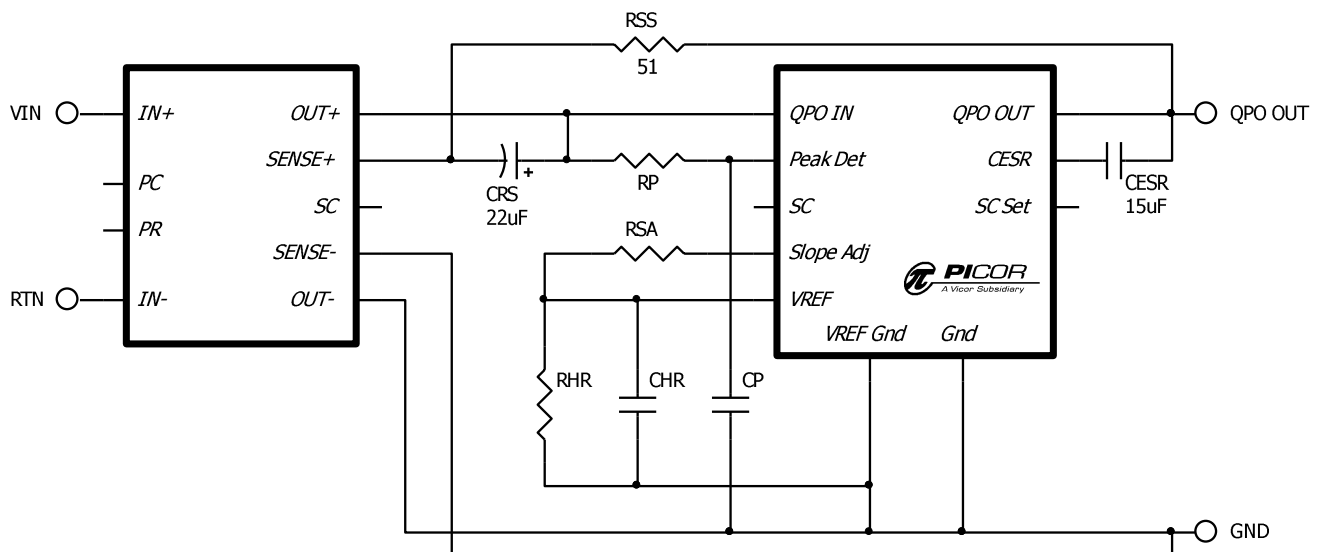 RSS
51
VIN
IN+
OUT+
QPO IN
QPO OUT
QPO OUT
SENSE+
Peak Det
CESR
PC
CRS
22uF
+
RP
CESR
15uF
SC
SC
SC Set
PR
RSA
SENSE-
Slope Adj
PICOR
A Vicor Subsidiary
RTN
IN-
OUT-
VREF
VREF Gnd
Gnd
RHR
CHR
CP
GND